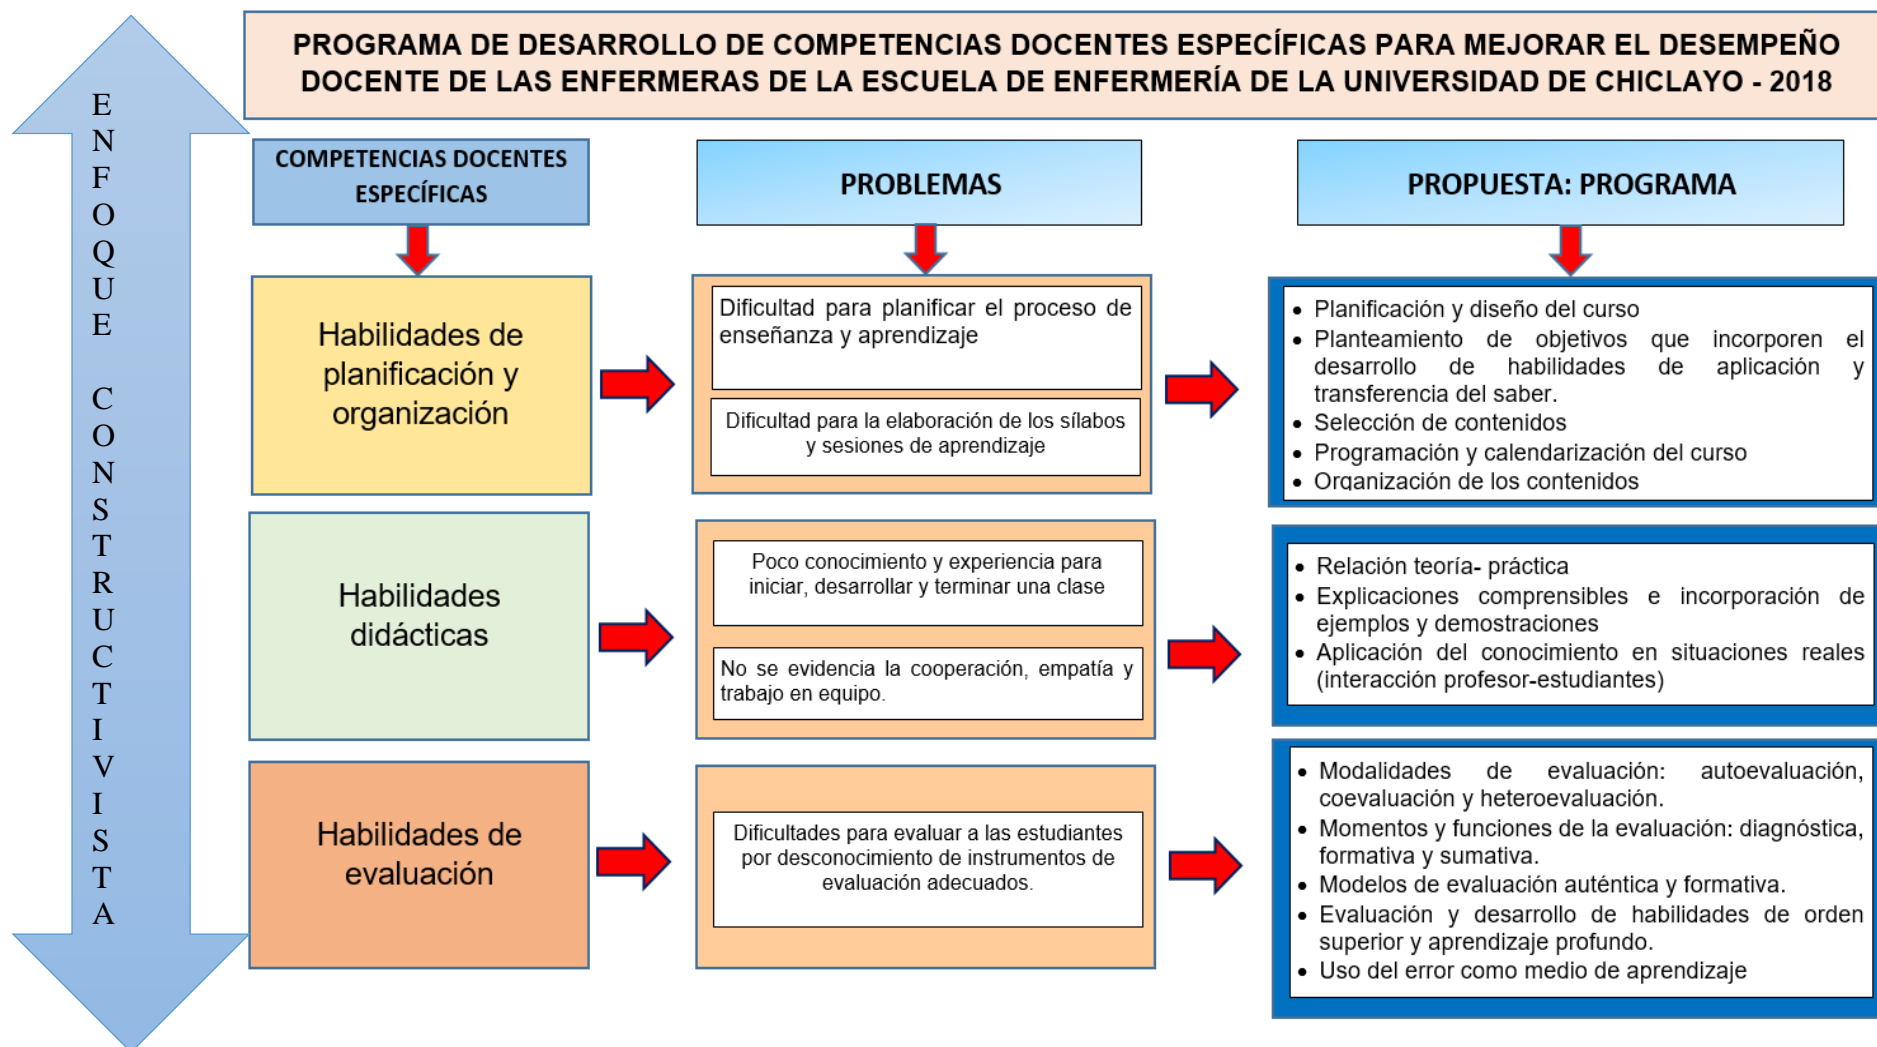 PROGRAMA DE DESARROLLO DE COMPETENCIAS DOCENTES ESPECÍFICAS PARA MEJORAR EL DESEMPEÑO
DOCENTE DE LAS ENFERMERAS DE LA ESCUELA DE ENFERMERÍA DE LA UNIVERSIDAD DE CHICLAYO - 2018
ENFOQUE CONSTRUCTIVISTA
COMPETENCIAS DOCENTES
ESPECÍFICAS
PROBLEMAS
PROPUESTA: PROGRAMA
Habilidades de
planificación y
organización
Dificultad para planificar el proceso de
enseñanza y aprendizaje
Dificultad para la elaboración de los sílabos
y sesiones de aprendizaje
• Planificación y diseño del curso
• Planteamiento de objetivos que incorporen el
desarrollo de habilidades de aplicación y
transferencia del saber.
• Selección de contenidos
• Programación y calendarización del curso
• Organización de los contenidos
Habilidades
didácticas
Poco conocimiento y experiencia para
iniciar, desarrollar y terminar una clase
No se evidencia la cooperación, empatía y
trabajo en equipo.
• Relación teoría- práctica
• Explicaciones comprensibles e incorporación de
ejemplos y demostraciones
• Aplicación del conocimiento en situaciones reales
(interacción profesor-estudiantes)
Habilidades de
evaluación
Dificultades para evaluar a las estudiantes
por desconocimiento de instrumentos de
evaluación adecuados.
• Modalidades de evaluación: autoevaluación,
coevaluación y heteroevaluación.
• Momentos y funciones de la evaluación: diagnóstica,
formativa y sumativa.
• Modelos de evaluación auténtica y formativa.
• Evaluación y desarrollo de habilidades de orden
superior y aprendizaje profundo.
• Uso del error como medio de aprendizaje